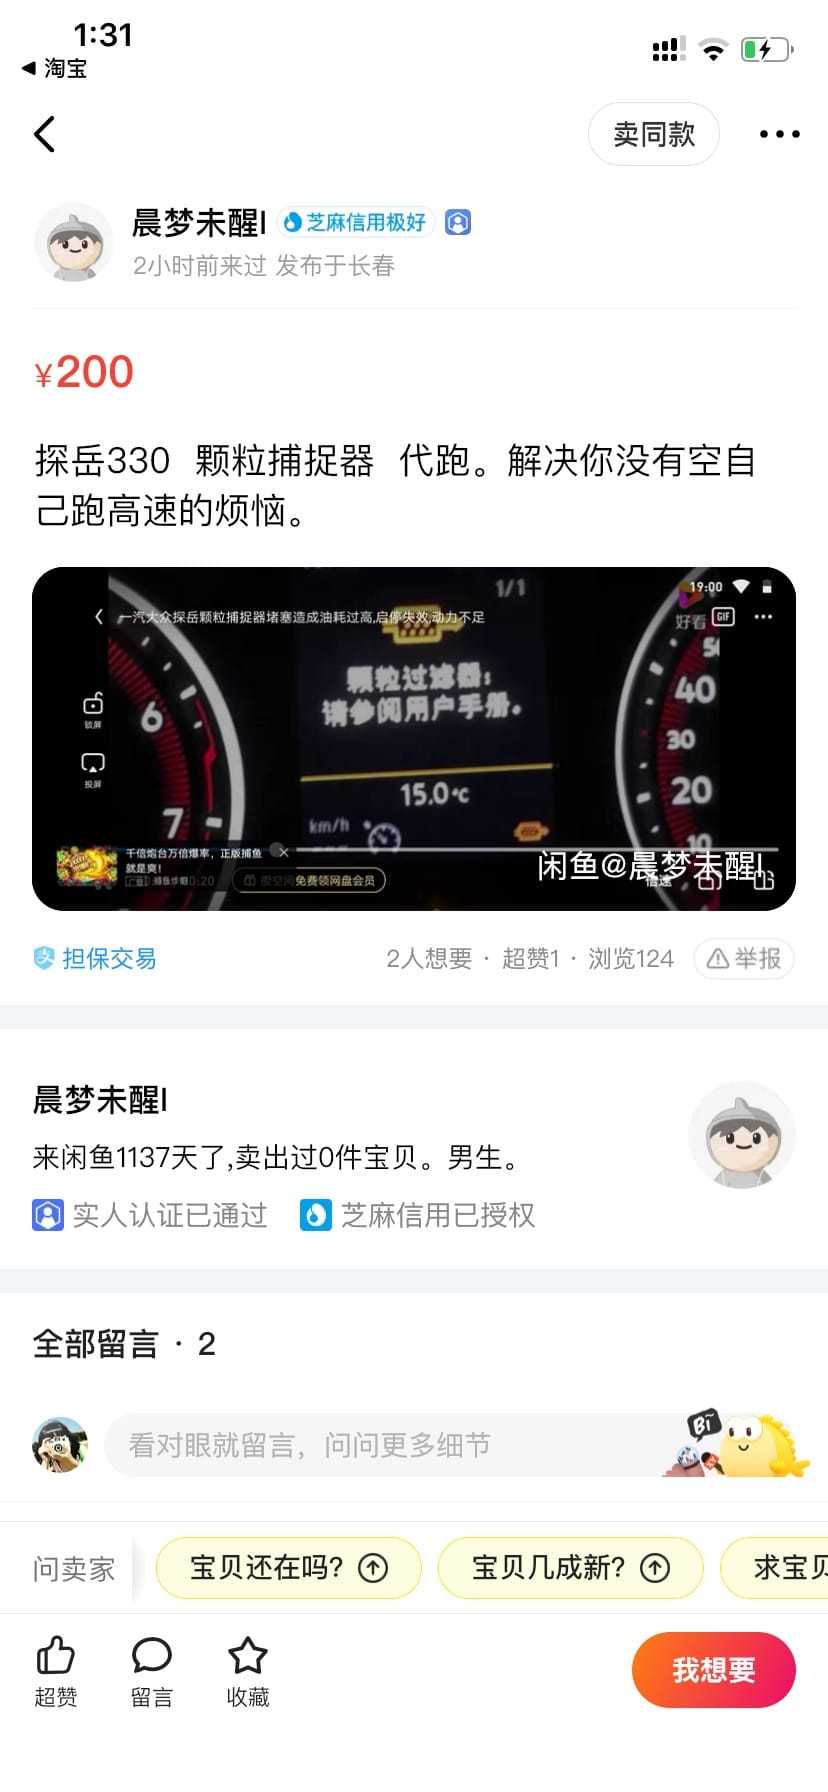 1:31
淘宝
卖同款
晨梦未醒l
芝麻信用极好
2小时前来过 发布于长春
¥200
探岳330 颗粒捕捉器 代跑。解决你没有空自
己跑高速的烦恼。
19:00
一汽大众探岳颗粒捕捉器堵塞造成油耗过高,启停失效,动力不足
好看
GIF
1/1
颗粒过滤器：
请参阅用户手册。
15.0°c
km/h
6
7
50
40
30
20
10
锁屏
投屏
千倍炮台万倍爆率，正版捕鱼
就是爽！
0:20
免费领网盘会员
倍速
闲鱼@晨梦未醒l
担保交易
2人想要 · 超赞1 · 浏览124
举报
晨梦未醒l
来闲鱼1137天了,卖出过0件宝贝。男生。
实人认证已通过
芝麻信用已授权
全部留言 · 2
看对眼就留言，问问更多细节
Bi
问卖家
宝贝还在吗?
宝贝几成新?
求宝贝
超赞
留言
收藏
我想要